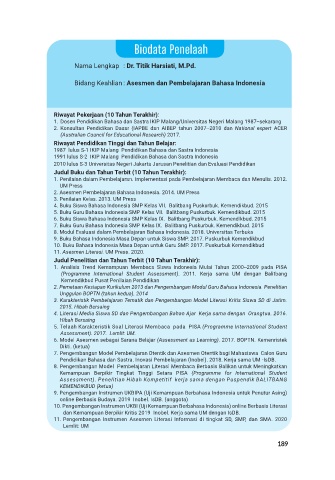 Biodata Penelaah
Nama Lengkap : Dr. Titik Harsiati, M.Pd.
Bidang Keahlian : Asesmen dan Pembelajaran Bahasa Indonesia
Riwayat Pekerjaan (10 Tahun Terakhir):
1. Dosen Pendidikan Bahasa dan Sastra IKIP Malang/Universitas Negeri Malang 1987–sekarang
2. Konsultan Pendidikan Dasar (IAPBE dan AIBEP tahun 2007–2010 dan National expert ACER
(Australian Council for Educational Research) 2017.
Riwayat Pendidikan Tinggi dan Tahun Belajar:
1987 lulus S-1 IKIP Malang Pendidikan Bahasa dan Sastra Indonesia
1991 lulus S-2 IKIP Malang Pendidikan Bahasa dan Sastra Indonesia
2010 lulus S-3 Universitas Negeri Jakarta Jurusan Penelitian dan Evaluasi Pendidikan
Judul Buku dan Tahun Terbit (10 Tahun Terakhir):
1. Penilaian dalam Pembelajaran. Implementasi pada Pembelajaran Membaca dan Menulis. 2012.
UM Press
2. Asesmen Pembelajaran Bahasa Indonesia. 2014. UM Press
3. Penilaian Kelas. 2013. UM Press
4. Buku Siswa Bahasa Indonesia SMP Kelas VII. Balitbang Puskurbuk. Kemendikbud. 2015
5. Buku Guru Bahasa Indonesia SMP Kelas VII. Balitbang Puskurbuk. Kemendikbud. 2015
6. Buku Siswa Bahasa Indonesia SMP Kelas IX. Balitbang Puskurbuk. Kemendikbud. 2015
7. Buku Guru Bahasa Indonesia SMP Kelas IX. Balitbang Puskurbuk. Kemendikbud. 2015
8. Modul Evaluasi dalam Pembelajaran Bahasa Indonesia. 2016. Universitas Terbuka
9. Buku Bahasa Indonesia Masa Depan untuk Siswa SMP. 2017. Puskurbuk Kemendikbud
10. Buku Bahasa Indonesia Masa Depan untuk Guru SMP. 2017. Puskurbuk Kemendikbud
11. Asesmen Literasi UM Press. 2020.
Judul Penelitian dan Tahun Terbit (10 Tahun Terakhir):
1. Analisis Trend Kemampuan Membaca Siswa Indonesia Mulai Tahun 2000–2009 pada PISA
(Programme International Student Assessment). 2011. Kerja sama UM dengan Balitbang
Kemendikbud Pusat Penilaian Pendidikan
2. Pemetaan Kesiapan Kurikulum 2013 dan Pengembangan Modul Guru Bahasa Indonesia. Penelitian
Unggulan BOPTN (tahun kedua). 2014
3. Karakteristik Pembelajaran Tematik dan Pengembangan Model Literasi Kritis Siswa SD di Jatim.
2015. Hibah Bersaing
4. Literasi Media Siswa SD dan Pengembangan Bahan Ajar. Kerja sama dengan Orangtua. 2016.
Hibah Bersaing
5. Telaah Karakteristik Soal Literasi Membaca pada PISA (Programme International Student
Assessment). 2017. Lemlit UM.
6. Model Asesmen sebagai Sarana Belajar (Assessment as Learning). 2017. BOPTN. Kemenristek
Dikti. (ketua)
7. Pengembangan Model Pembelajaran Otentik dan Asesmen Otentik bagi Mahasiswa Calon Guru
Pendidikan Bahasa dan Sastra. Inovasi Pembelajaran (Inobel). 2018. Kerja sama UM- IsDB.
8. Pengembangan Model Pembelajaran Literasi Membaca Berbasis Balikan untuk Meningkatkan
Kemampuan Berpikir Tingkat Tinggi Setara PISA (Programme for International Student
Assessment). Penelitian Hibah Kompetitif kerja sama dengan Puspendik BALITBANG
KEMENDIKBUD (ketua)
9. Pengembangan Instrumen UKBIPA (Uji Kemampuan Berbahasa Indonesia untuk Penutur Asing)
online Berbasis Budaya. 2019 Inobel IsDB. (anggota)
10. Pengembangan Instrumen UKBI (Uji Kemampuan Berbahasa Indonesia) online Berbasis Literasi
dan Kemampuan Berpikir Kritis 2019 Inobel. Kerja sama UM dengan IsDB.
11. Pengembangan Instrumen Asesmen Literasi Informasi di tingkat SD, SMP, dan SMA. 2020
Lemlit UM
189